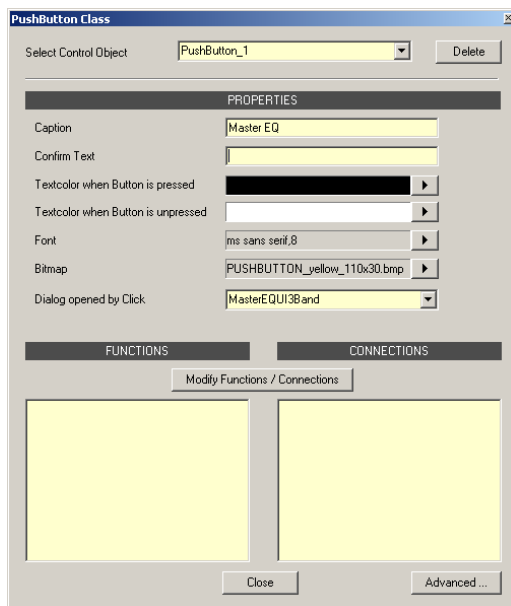 PushButton Class
Select Control Object PushButton_1 Delete
PROPERTIES
Caption Master EQ
Confirm Text
Textcolor when Button is pressed
Textcolor when Button is unpressed
Font ms sans serif,8
Bitmap PUSHBUTTON_yellow_110x30.bmp
Dialog opened by Click MasterEQUI3Band
FUNCTIONS CONNECTIONS
Modify Functions / Connections
Close Advanced ...